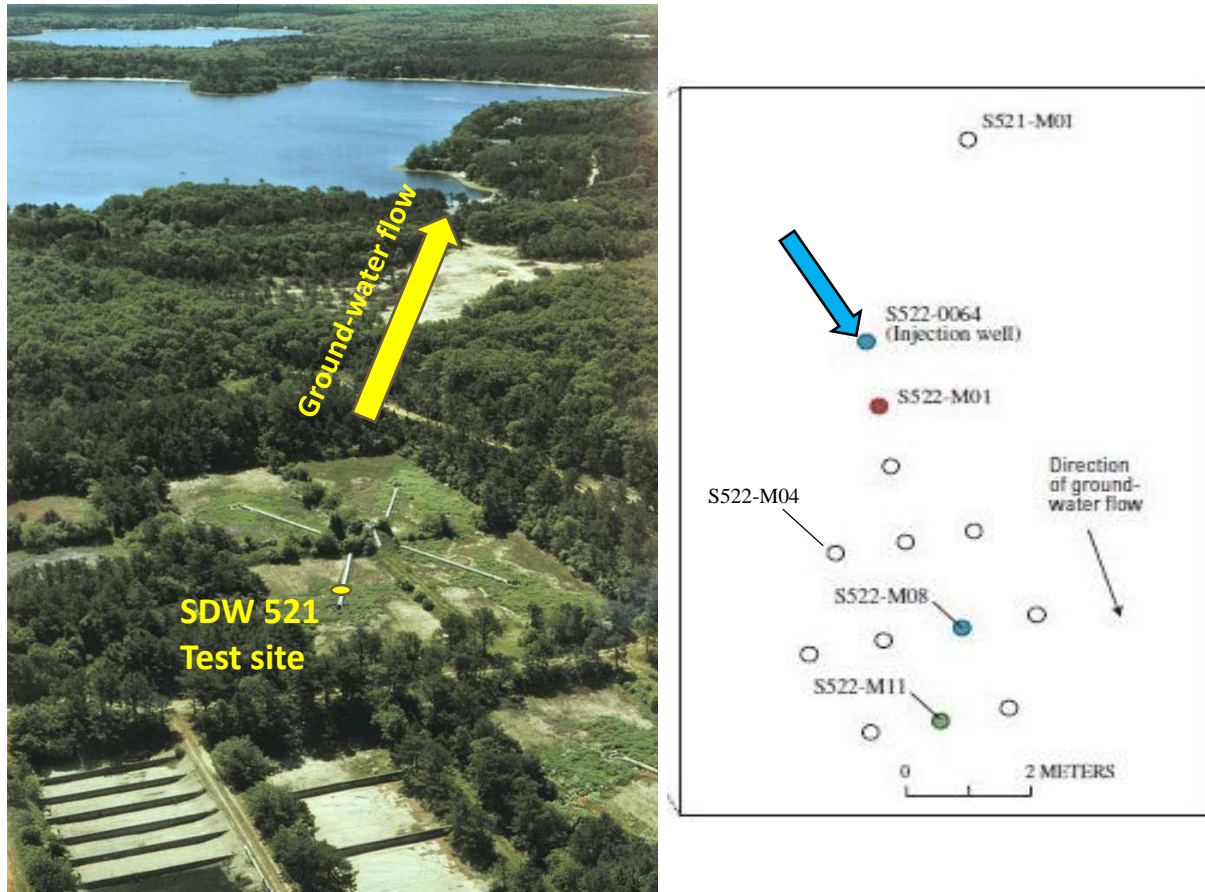 Ground-water flow
SDW 521
Test site
S521-M01
S522-0064
(Injection well)
S522-M01
S522-M04
Direction
of ground-
water flow
S522-M08
S522-M11
0 2 METERS